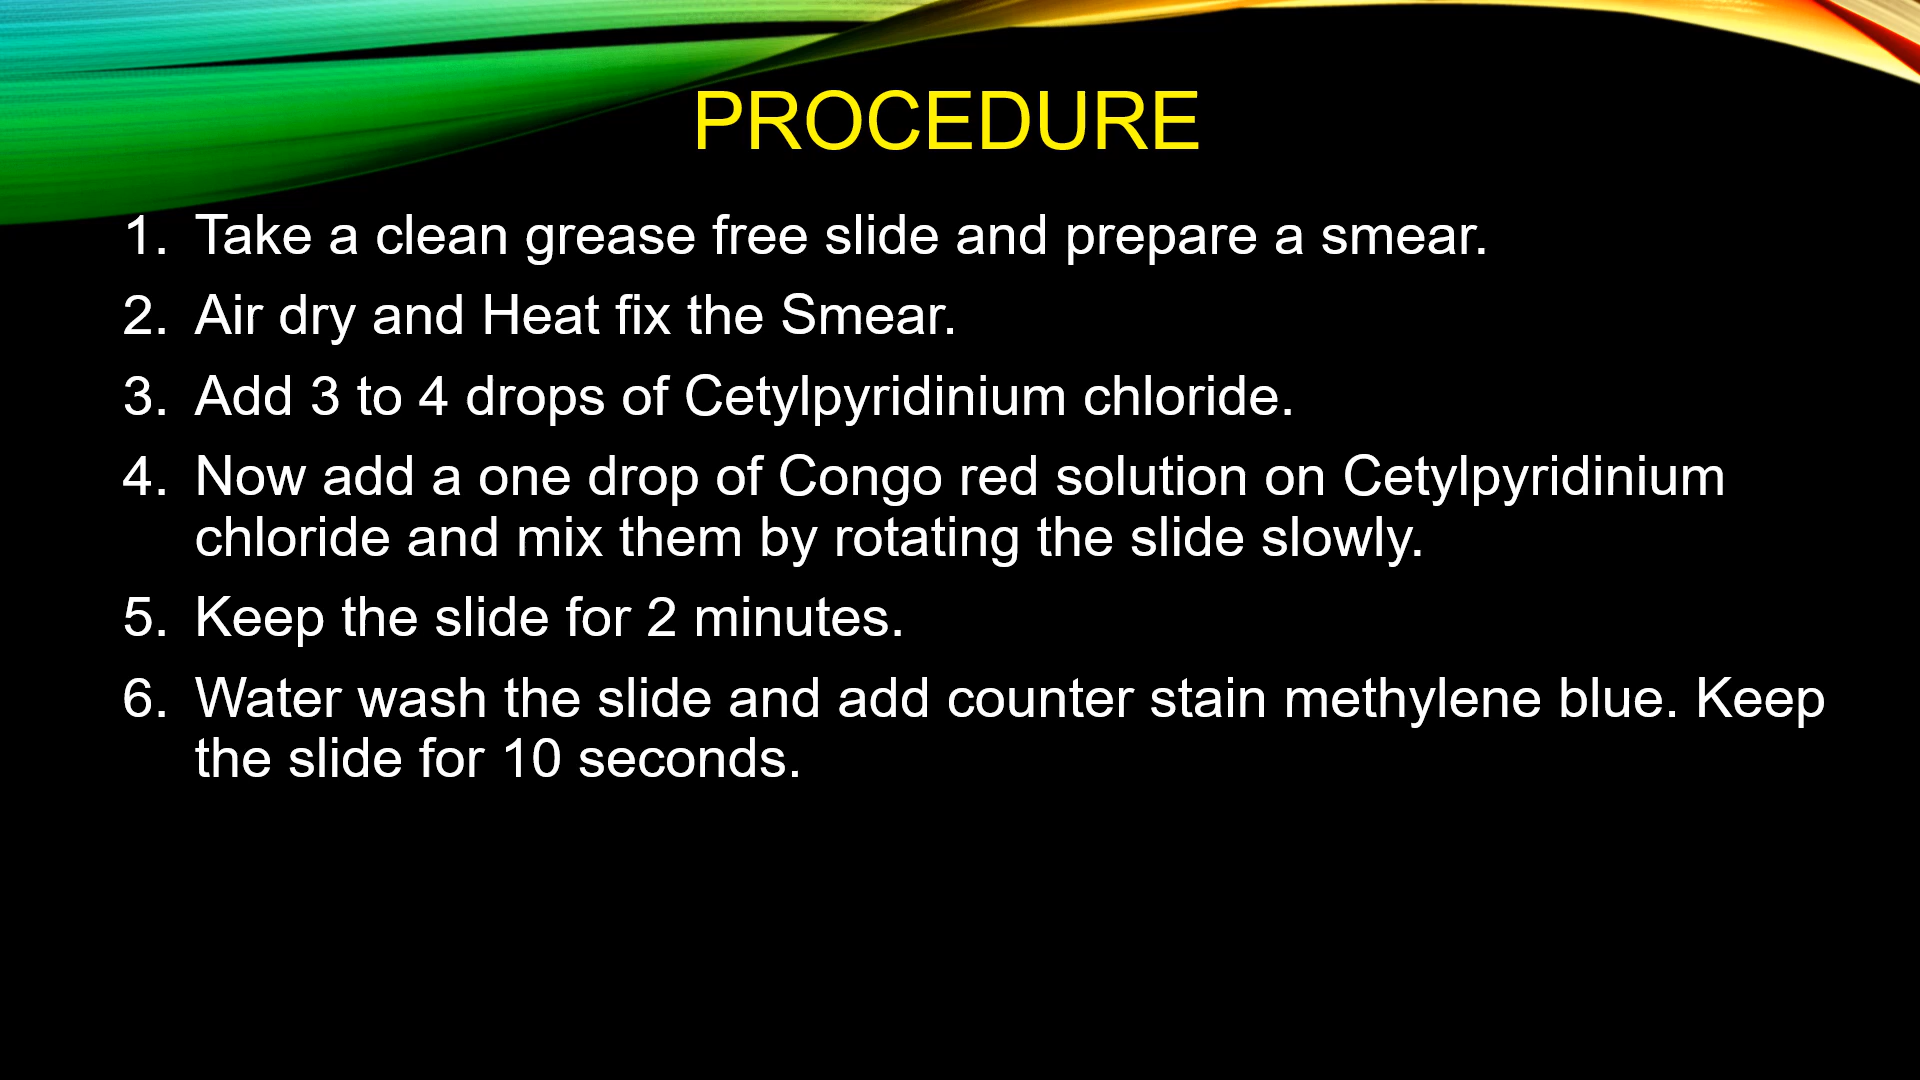 PROCEDURE
1. Take a clean grease free slide and prepare a smear.
2. Air dry and Heat fix the Smear.
3. Add 3 to 4 drops of Cetylpyridinium chloride.
4. Now add a one drop of Congo red solution on Cetylpyridinium
chloride and mix them by rotating the slide slowly.
5. Keep the slide for 2 minutes.
6. Water wash the slide and add counter stain methylene blue. Keep
the slide for 10 seconds.